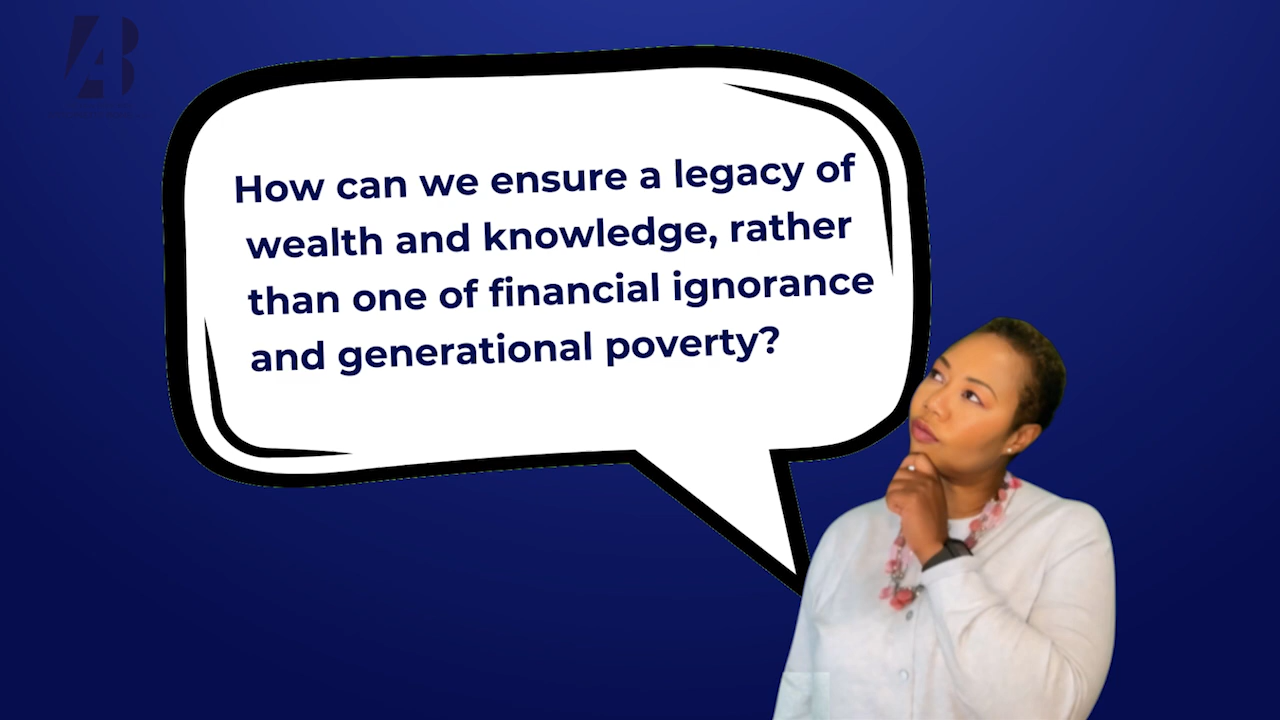 How can we ensure a legacy of
wealth and knowledge, rather
than one of financial ignorance
and generational poverty?